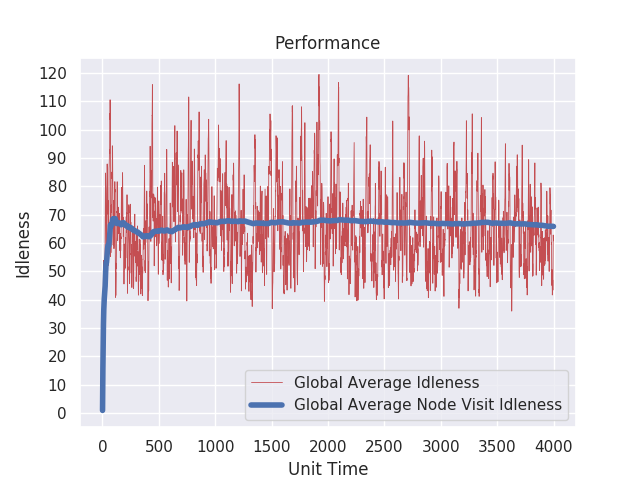 Performance
Idleness
120
110
100
90
80
70
60
50
40
30
20
10
0
Global Average Idleness
Global Average Node Visit Idleness
0 500 1000 1500 2000 2500 3000 3500 4000
Unit Time